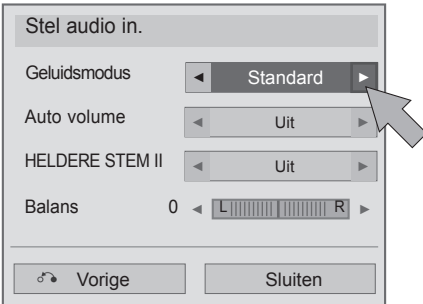 Stel audio in.
Geluidsmodus ◄ Standard ►
Auto volume ◄ Uit ►
HELDERE STEM II ◄ Uit ►
Balans 0 ◄ L R ►
Vorige Sluiten